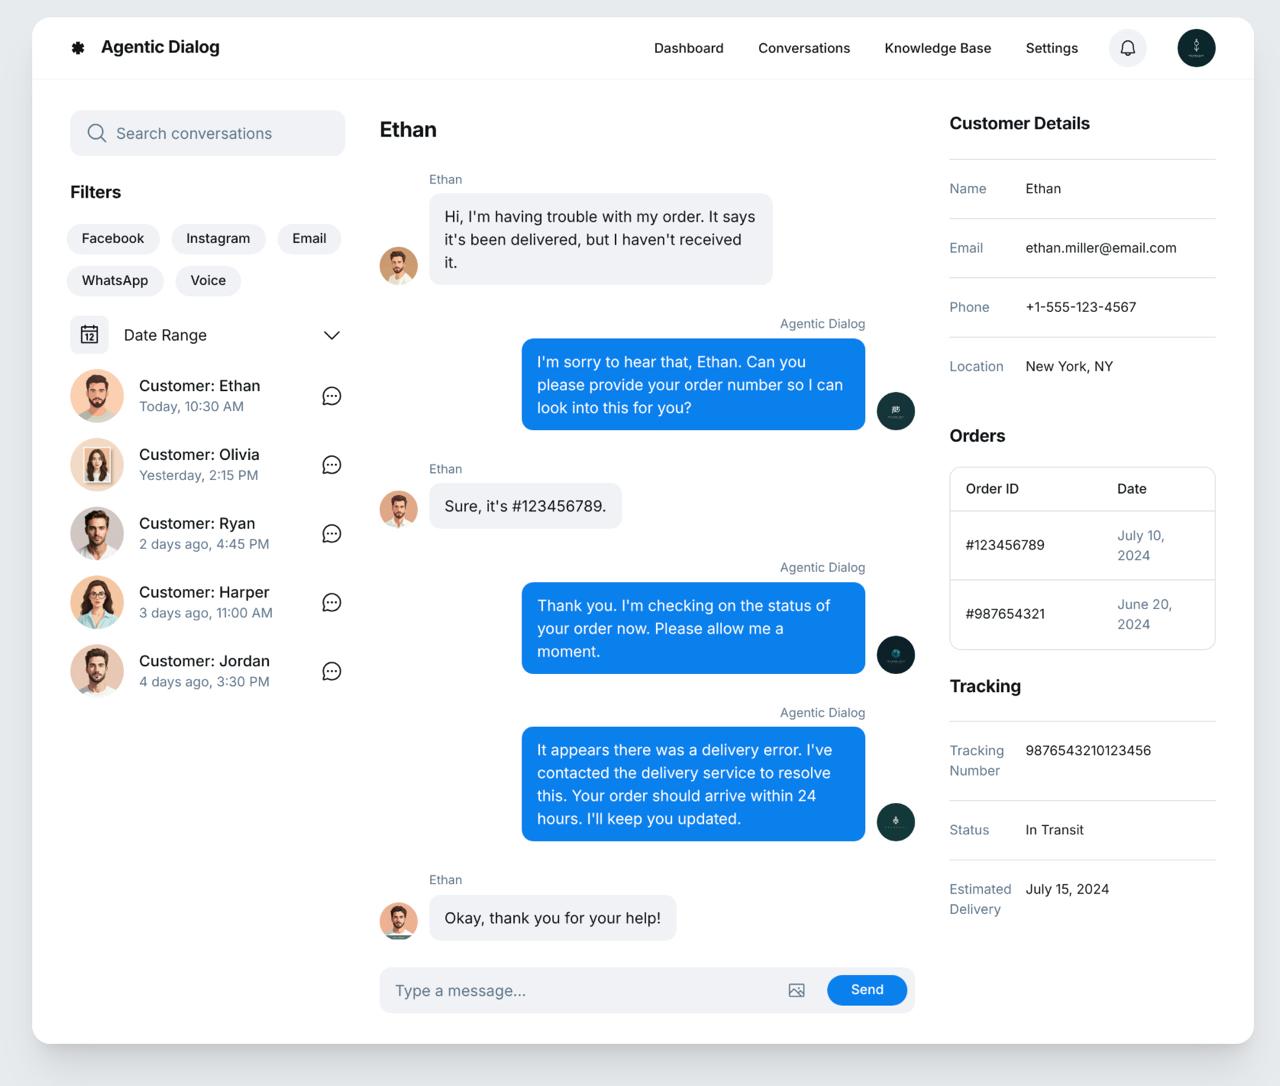 Agentic Dialog
Dashboard
Conversations
Knowledge Base
Settings
Search conversations
Filters
Facebook
Instagram
Email
WhatsApp
Voice
12
Date Range
Customer: Ethan
Today, 10:30 AM
Customer: Olivia
Yesterday, 2:15 PM
Customer: Ryan
2 days ago, 4:45 PM
Customer: Harper
3 days ago, 11:00 AM
Customer: Jordan
4 days ago, 3:30 PM
Ethan
Ethan
Hi, I'm having trouble with my order. It says
it's been delivered, but I haven't received
it.
Agentic Dialog
I'm sorry to hear that, Ethan. Can you
please provide your order number so I can
look into this for you?
Ethan
Sure, it's #123456789.
Agentic Dialog
Thank you. I'm checking on the status of
your order now. Please allow me a
moment.
Agentic Dialog
It appears there was a delivery error. I've
contacted the delivery service to resolve
this. Your order should arrive within 24
hours. I'll keep you updated.
Ethan
Okay, thank you for your help!
Type a message...
Send
Customer Details
Name Ethan
Email ethan.miller@email.com
Phone +1-555-123-4567
Location New York, NY
Orders
Order ID Date
#123456789 July 10,
2024
#987654321 June 20,
2024
Tracking
Tracking 9876543210123456
Number
Status In Transit
Estimated July 15, 2024
Delivery